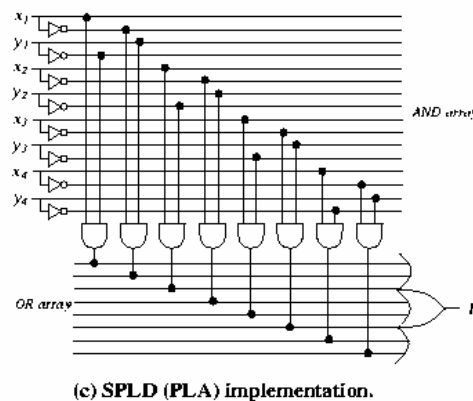 x1
y1
x2
y2
x3
y3
x4
y4
AND array
OR array
(c) SPLD (PLA) implementation.